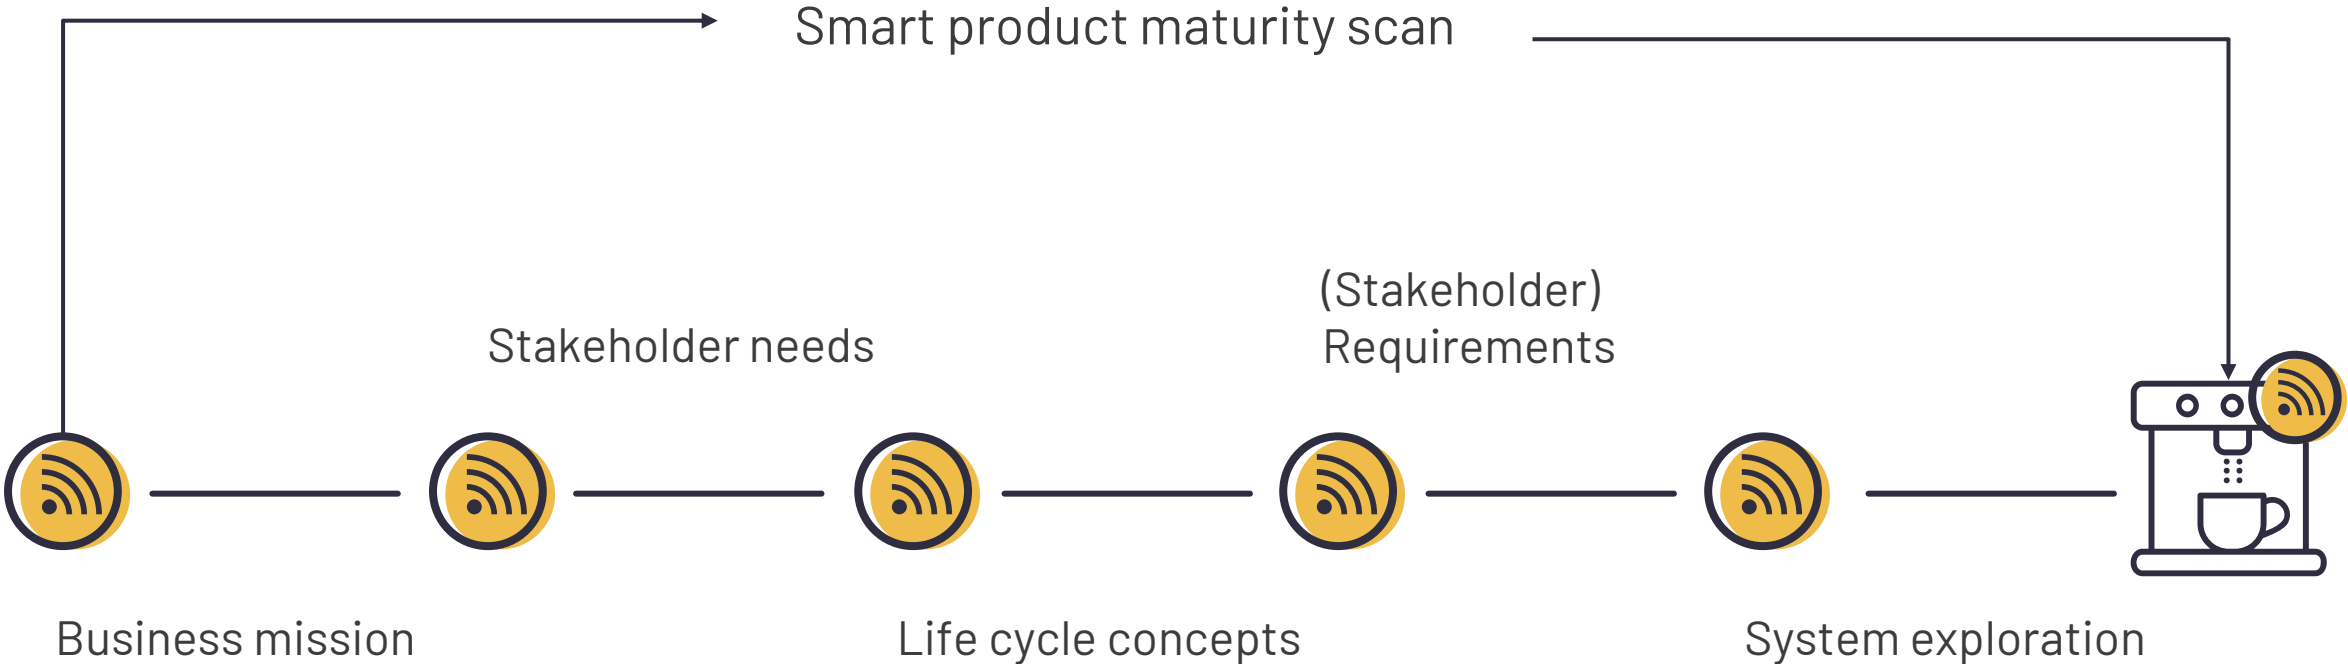 Smart product maturity scan
(Stakeholder)
Requirements
Stakeholder needs
Business mission
Life cycle concepts
System exploration